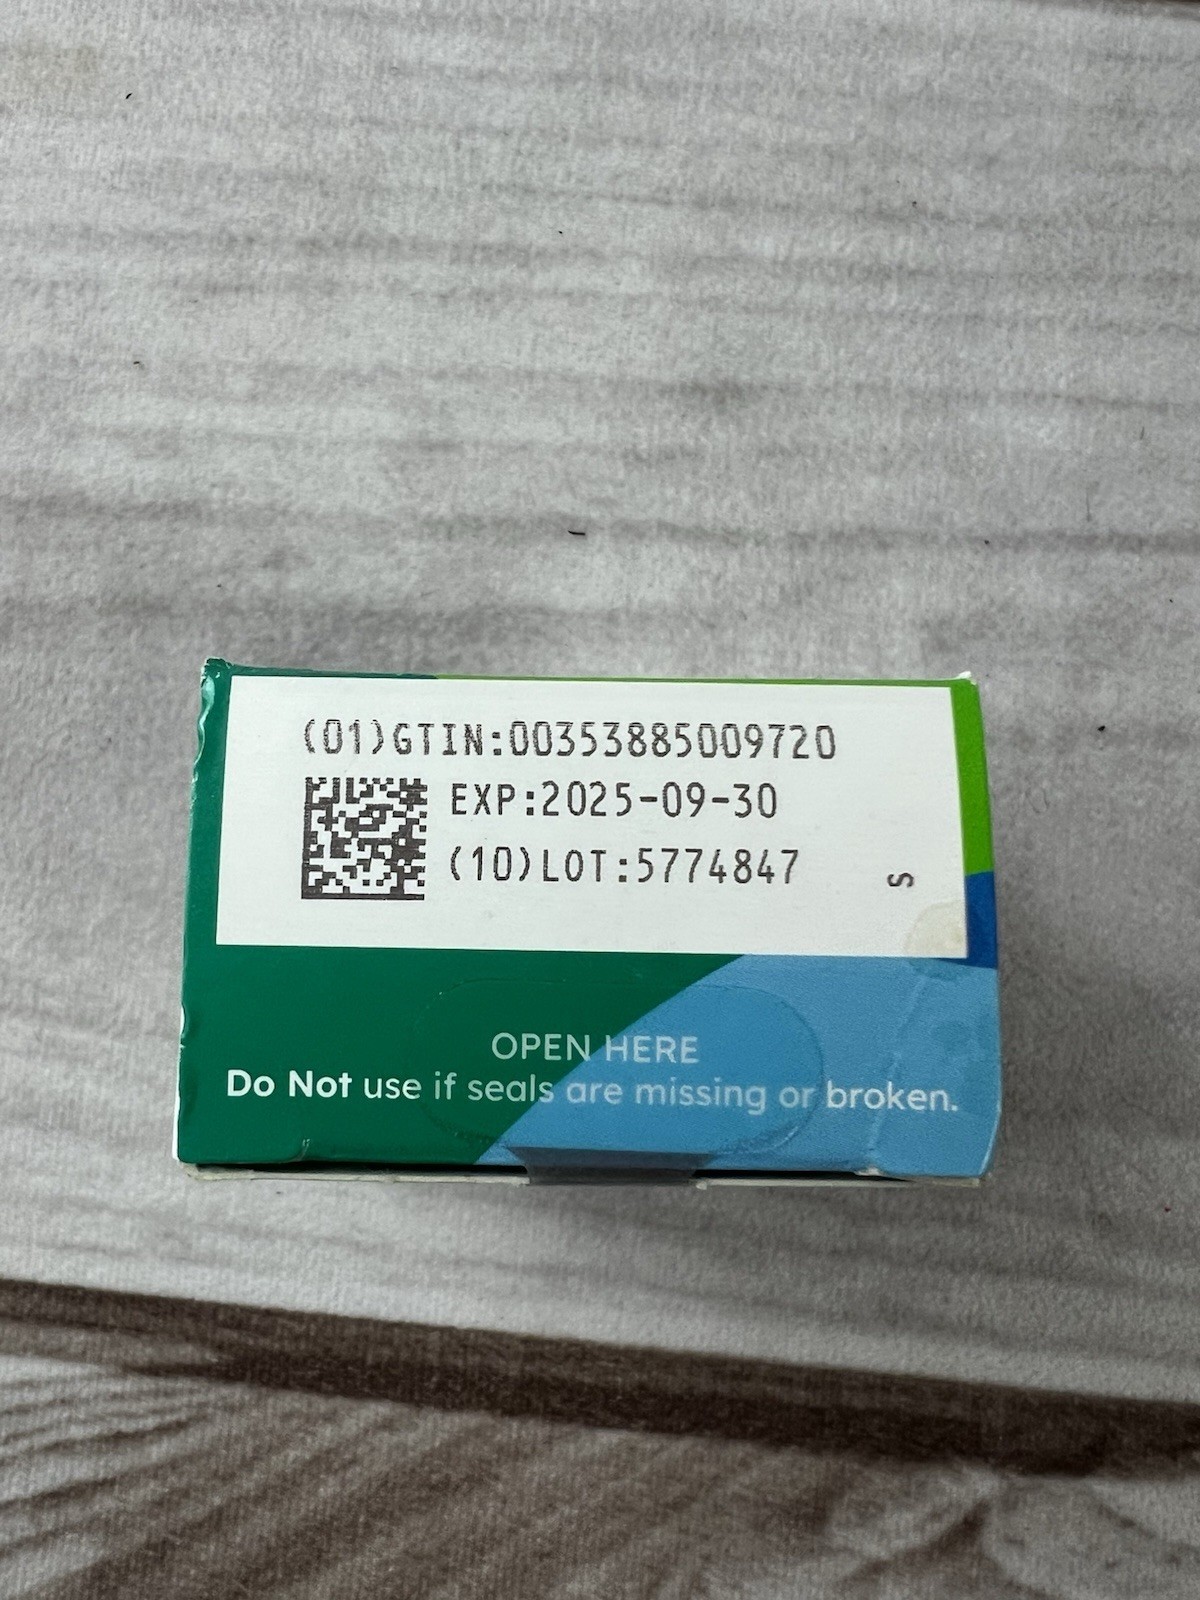 (01)GTIN:00353885009720
EXP:2025-09-30
(10)LOT:5774847
S
OPEN HERE
Do Not use if seals are missing or broken.